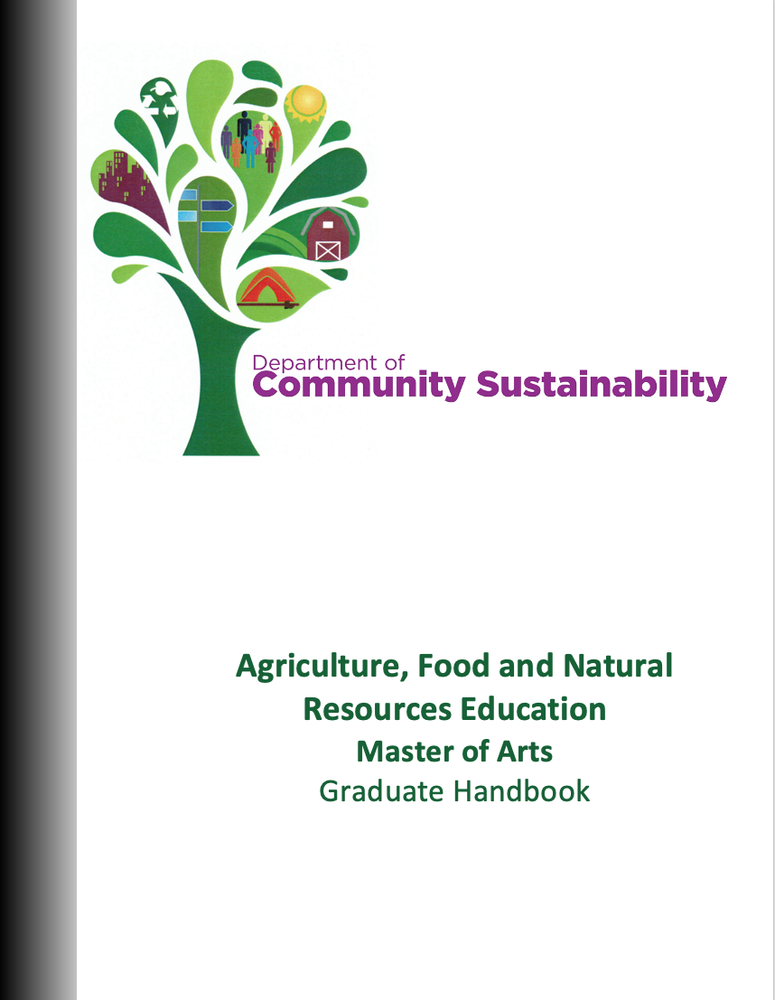 Department of
Community Sustainability
Agriculture, Food and Natural
Resources Education
Master of Arts
Graduate Handbook